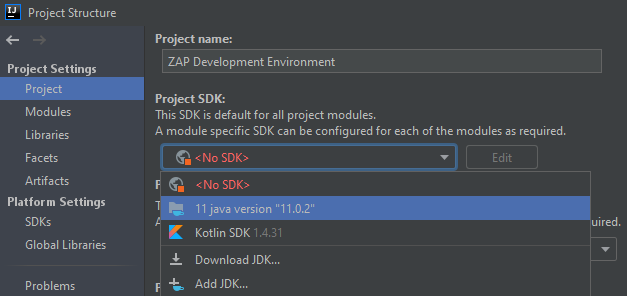 Project Structure
Project Settings
Project
Modules
Libraries
Facets
Artifacts
Platform Settings
SDKs
Global Libraries
Problems
Project name:
ZAP Development Environment
Project SDK:
This SDK is default for all project modules.
A module specific SDK can be configured for each of the modules as required.
<No SDK>
Edit
<No SDK>
11 java version "11.0.2"
Kotlin SDK 1.4.31
Download JDK...
Add JDK...